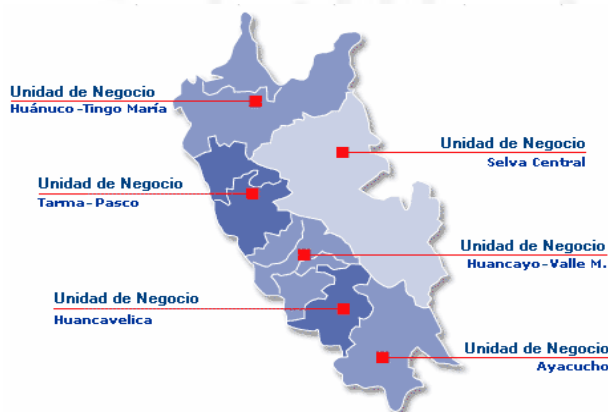 Unidad de Negocio
Huánuco-Tingo María
Unidad de Negocio
Selva Central
Unidad de Negocio
Tarma-Pasco
Unidad de Negocio
Huancayo-Valle M.
Unidad de Negocio
Huancavelica
Unidad de Negocio
Ayacucho